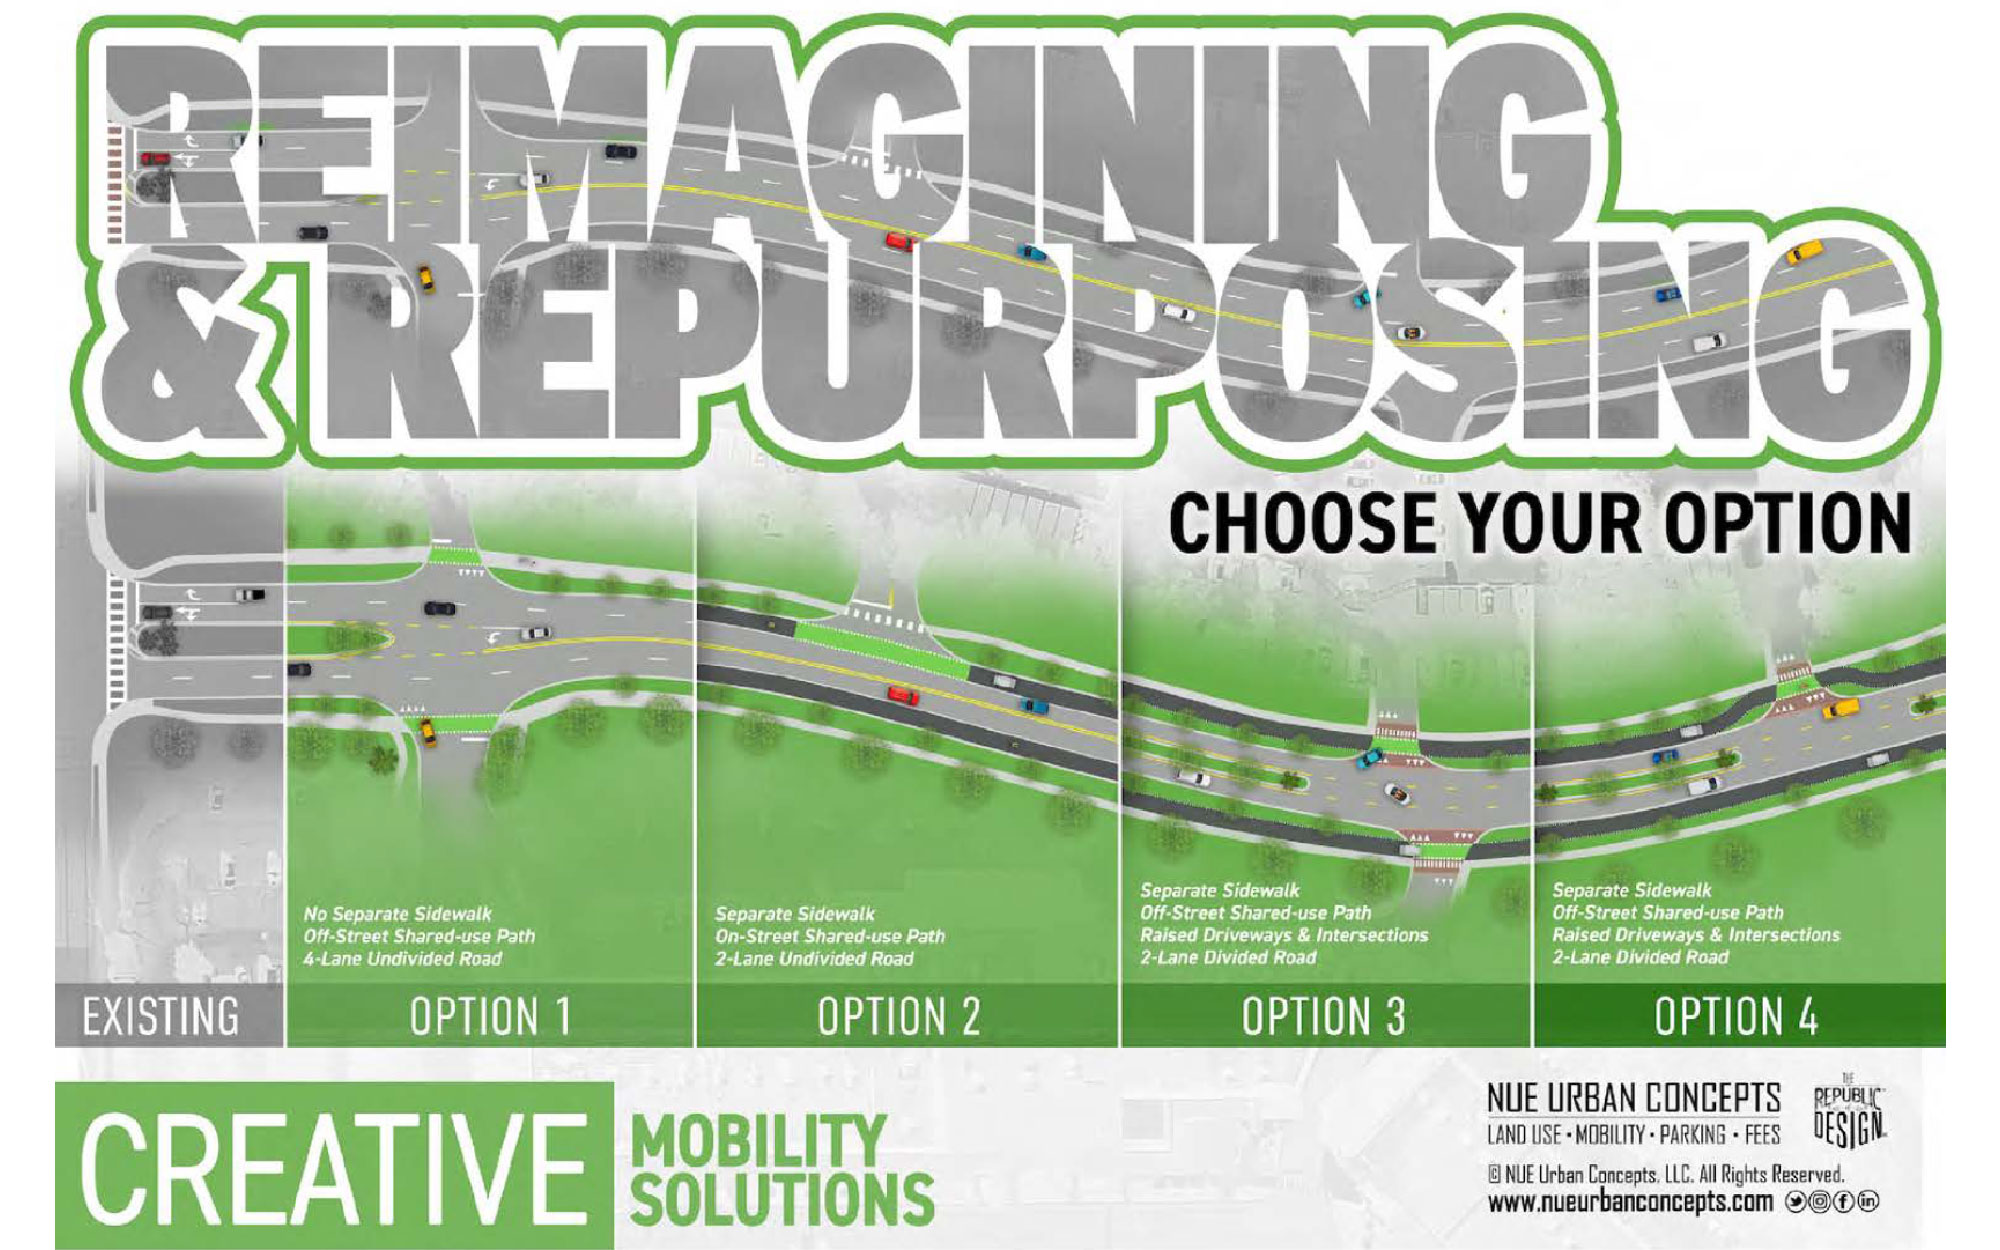 REIMAGINING
& REPURPOSING
CHOOSE YOUR OPTION
No Separate Sidewalk
Off-Street Shared-use Path
4-Lane Undivided Road
Separate Sidewalk
On-Street Shared-use Path
2-Lane Undivided Road
Separate Sidewalk
Off-Street Shared-use Path
Raised Driveways & Intersections
2-Lane Divided Road
Separate Sidewalk
Off-Street Shared-use Path
Raised Driveways & Intersections
2-Lane Divided Road
EXISTING
OPTION 1
OPTION 2
OPTION 3
OPTION 4
CREATIVE
MOBILITY
SOLUTIONS
NUE URBAN CONCEPTS
LAND USE • MOBILITY • PARKING • FEES
THE
REPUBLIC
DESIGN
© NUE Urban Concepts, LLC. All Rights Reserved.
www.nueurbanconcepts.com